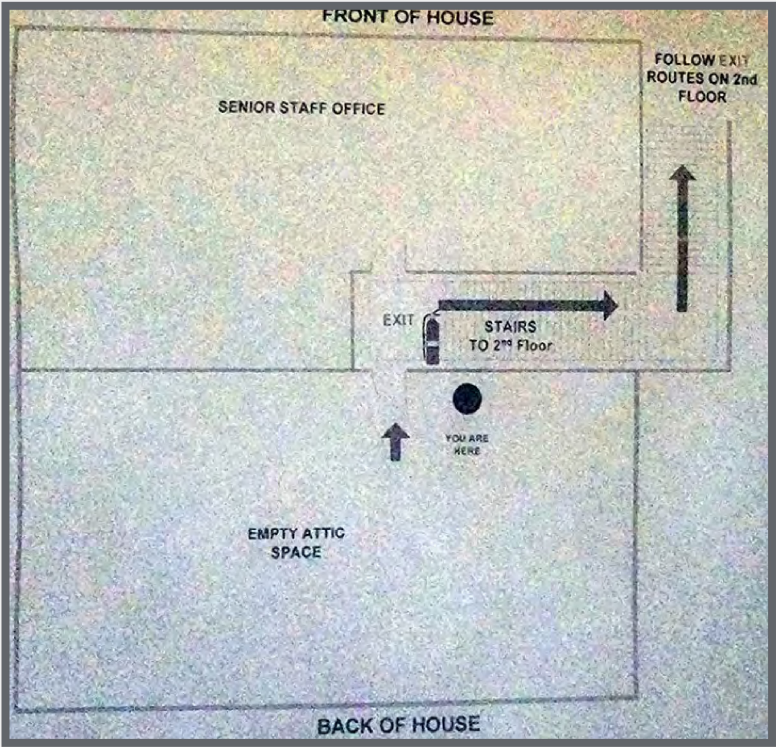 FRONT OF HOUSE
FOLLOW EXIT
ROUTES ON 2nd
FLOOR
SENIOR STAFF OFFICE
EXIT
STAIRS
TO 2nd Floor
YOU ARE
HERE
EMPTY ATTIC
SPACE
BACK OF HOUSE